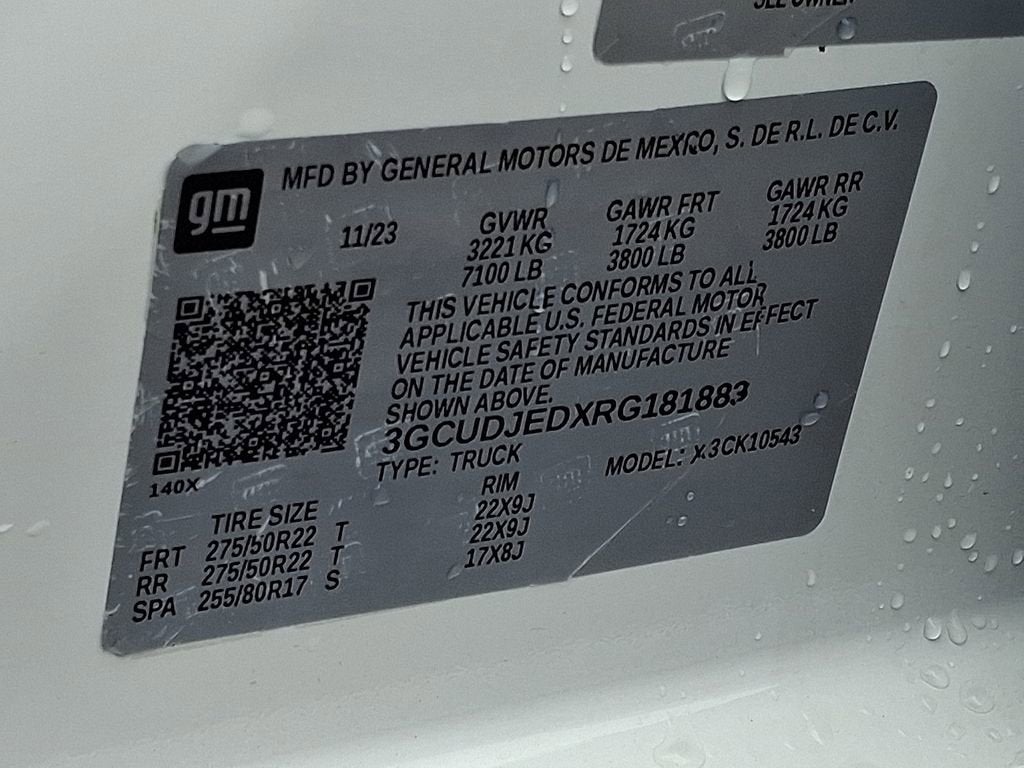 SEE OWNER
MFD BY GENERAL MOTORS DE MEXICO, S. DE R.L. DE C.V.
gm
11/23 GVWR GAWR FRT GAWR RR
3221 KG 1724 KG 1724 KG
7100 LB 3800 LB 3800 LB
THIS VEHICLE CONFORMS TO ALL
APPLICABLE U.S. FEDERAL MOTOR
VEHICLE SAFETY STANDARDS IN EFFECT
ON THE DATE OF MANUFACTURE
SHOWN ABOVE.
3GCUDJEDXRG181883
140X
TYPE: TRUCK MODEL: X3CK10543
TIRE SIZE RIM
FRT 275/50R22 T 22X9J
RR 275/50R22 T 22X9J
SPA 255/80R17 S 17X8J